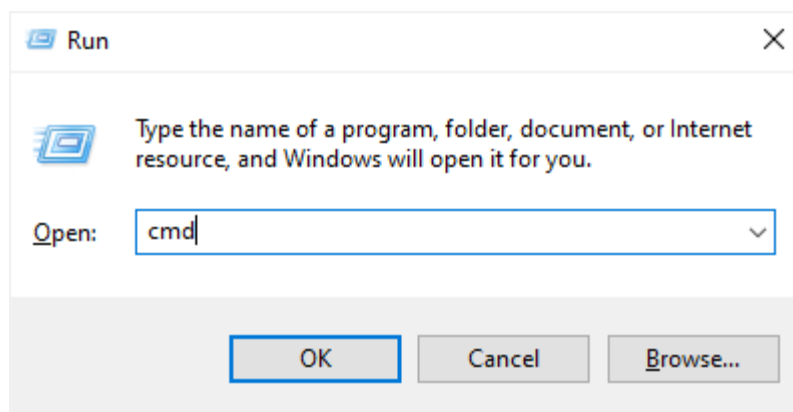 Run
Type the name of a program, folder, document, or Internet
resource, and Windows will open it for you.
Open: cmd
OK Cancel Browse...